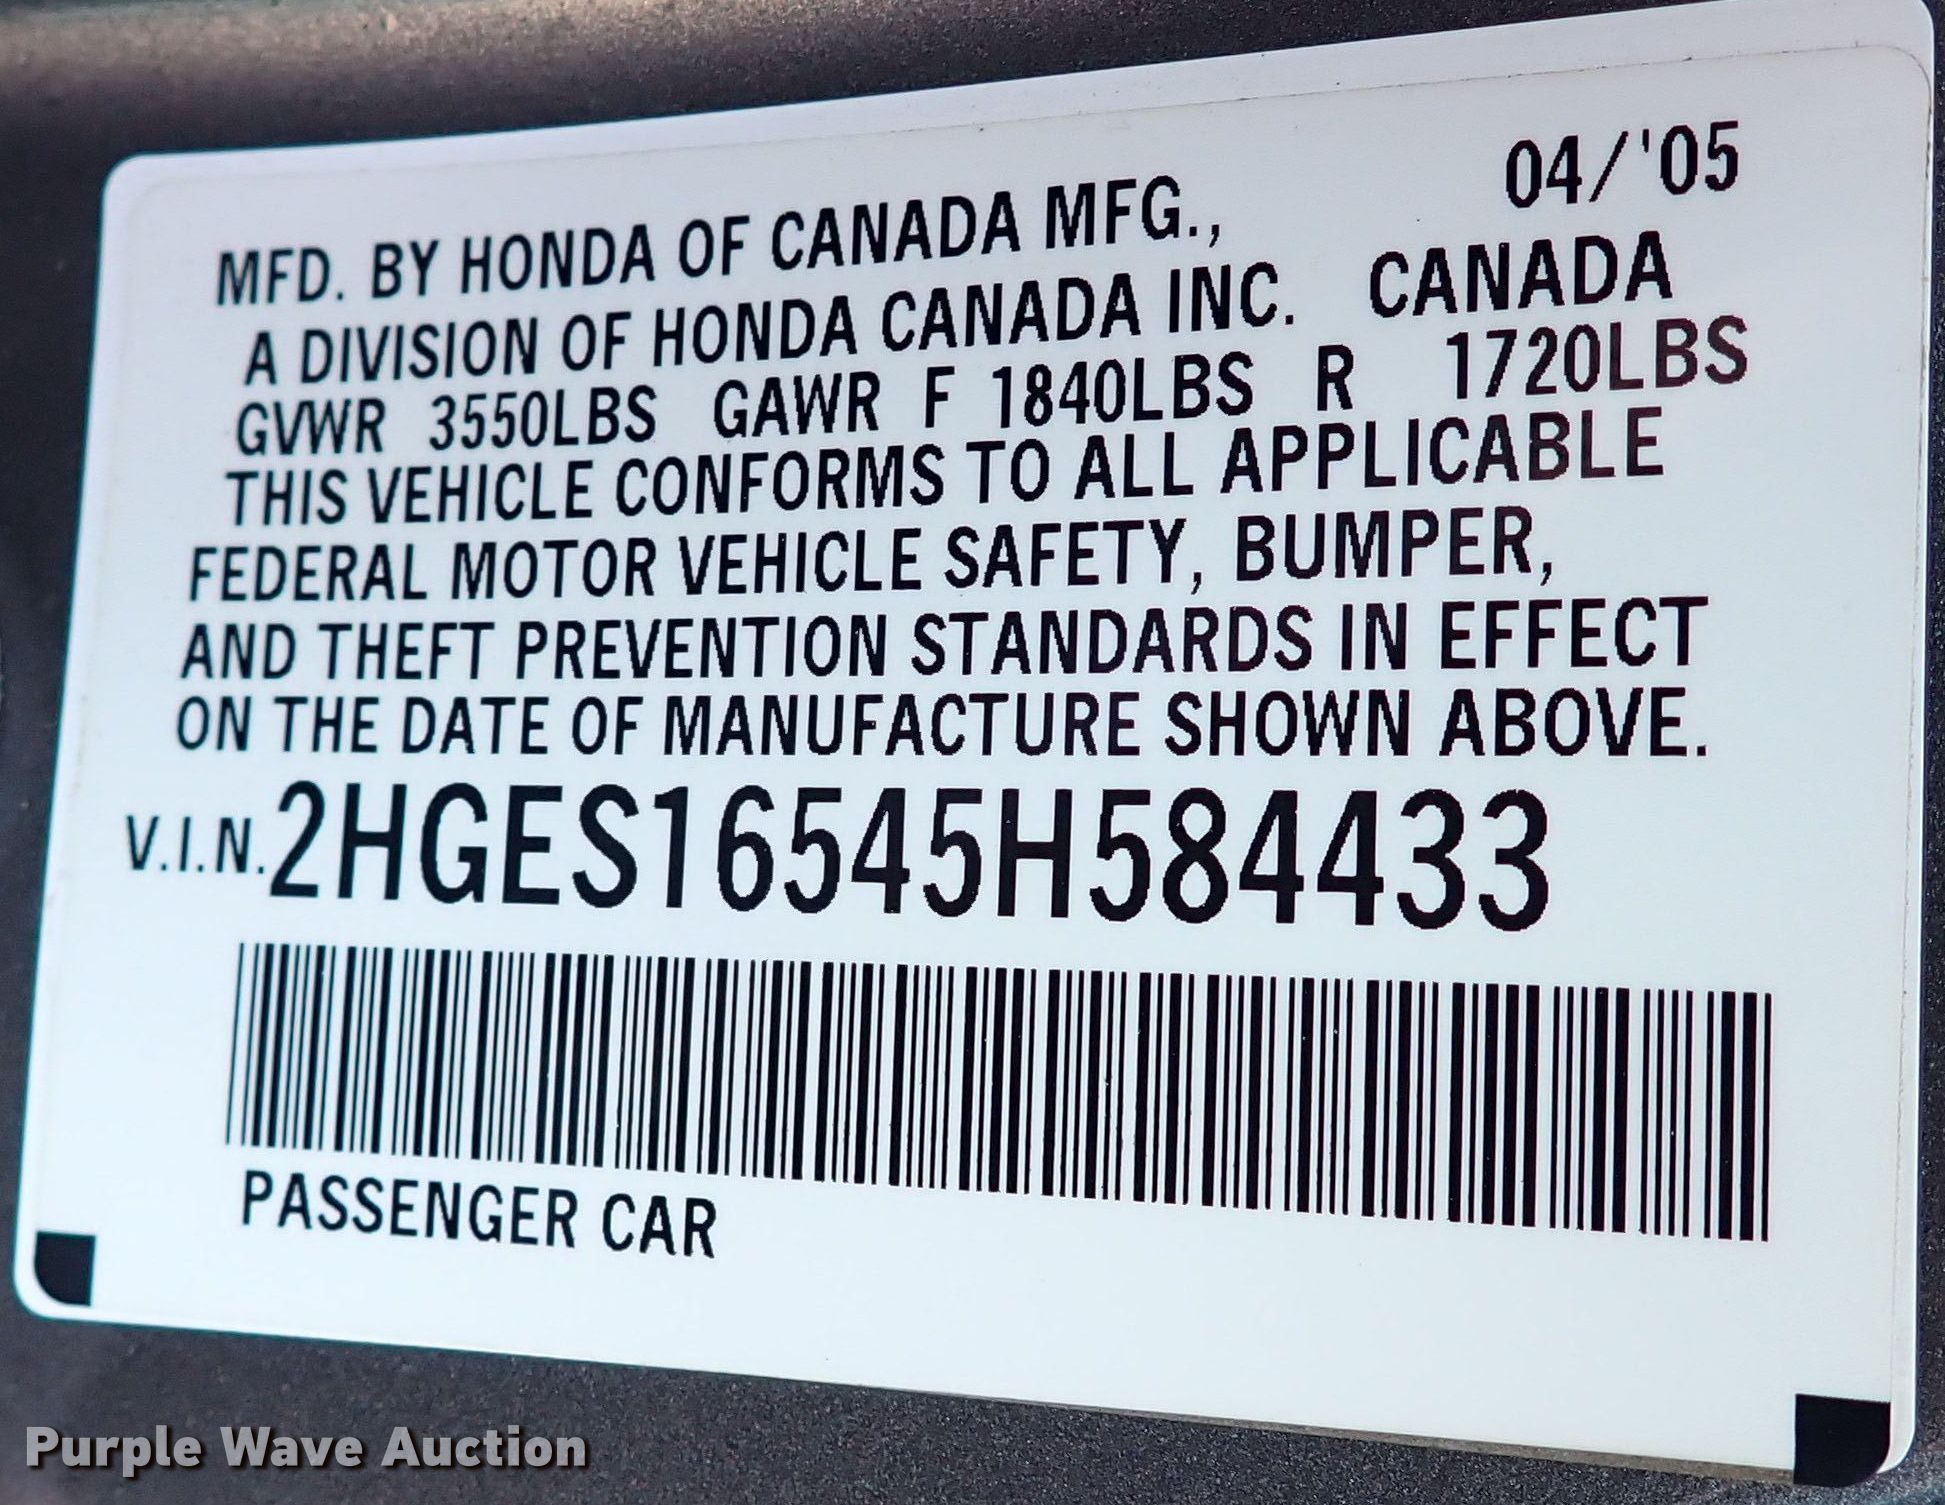 04/'05
MFD. BY HONDA OF CANADA MFG.,
A DIVISION OF HONDA CANADA INC. CANADA
GVWR 3550LBS GAWR F 1840LBS R 1720LBS
THIS VEHICLE CONFORMS TO ALL APPLICABLE
FEDERAL MOTOR VEHICLE SAFETY, BUMPER,
AND THEFT PREVENTION STANDARDS IN EFFECT
ON THE DATE OF MANUFACTURE SHOWN ABOVE.
V.I.N. 2HGES16545H584433
PASSENGER CAR
Purple Wave Auction